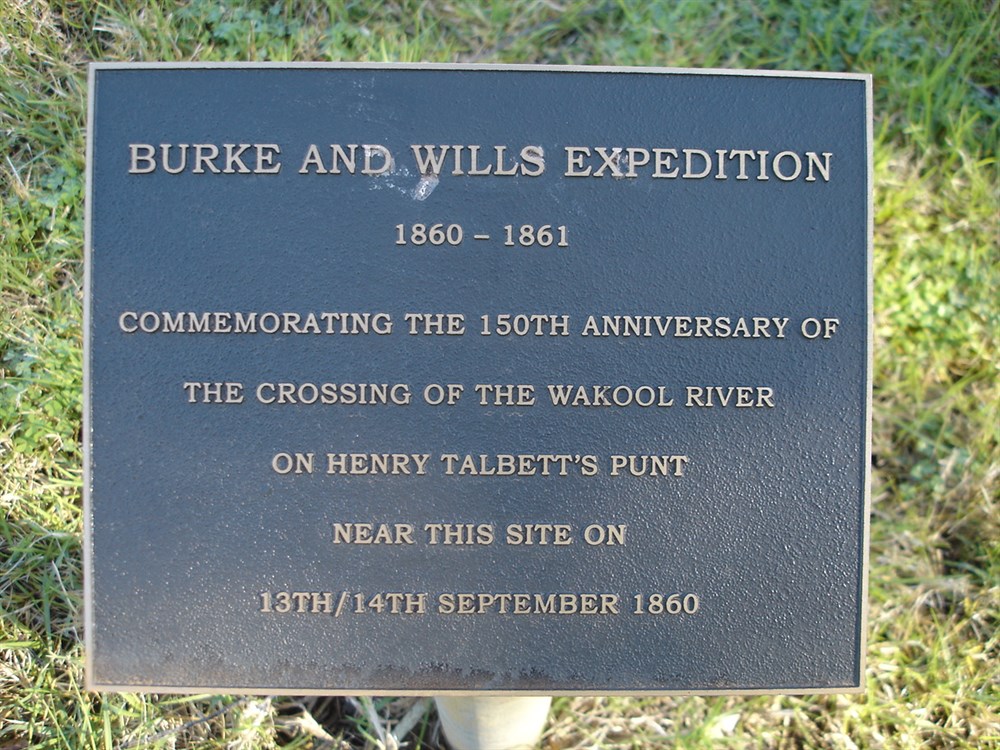 BURKE AND WILLS EXPEDITION
1860 – 1861
COMMEMORATING THE 150TH ANNIVERSARY OF
THE CROSSING OF THE WAKOOL RIVER
ON HENRY TALBETT'S PUNT
NEAR THIS SITE ON
13TH/14TH SEPTEMBER 1860